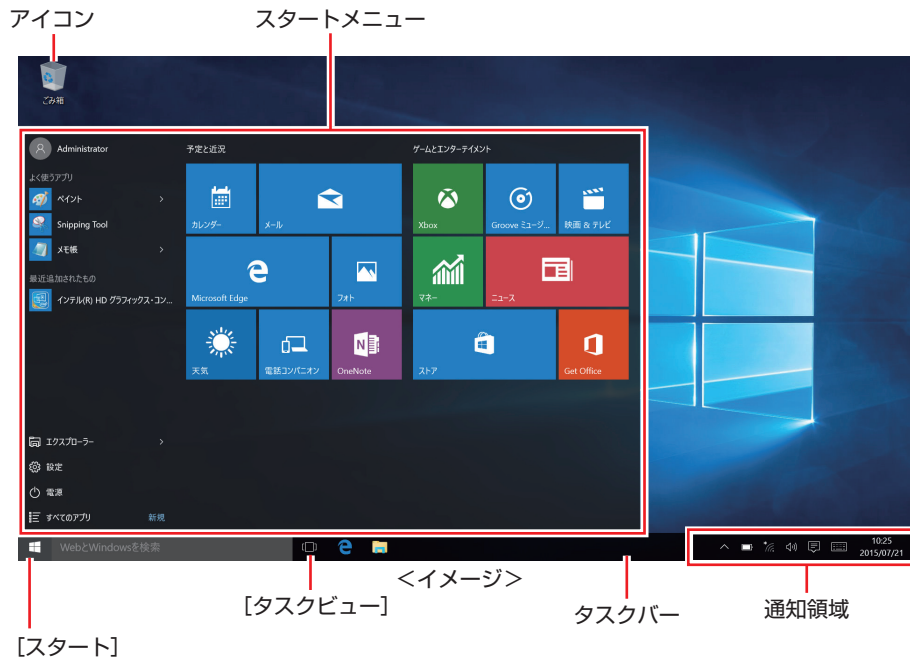 アイコン
スタートメニュー
ごみ箱
Administrator
よく使うアプリ
ペイント
Snipping Tool
メモ帳
最近追加されたもの
インテル(R) HD グラフィックス・コン...
エクスプローラー
設定
電源
すべてのアプリ 新規
予定と近況
カレンダー
メール
Microsoft Edge
フォト
天気
電話コンパニオン
OneNote
ゲームとエンターテイメント
Xbox
Groove ミュージ...
映画 & テレビ
マネー
ニュース
ストア
Get Office
WebとWindowsを検索
10:25
2015/07/21
<イメージ>
[タスクビュー]
タスクバー
通知領域
[スタート]